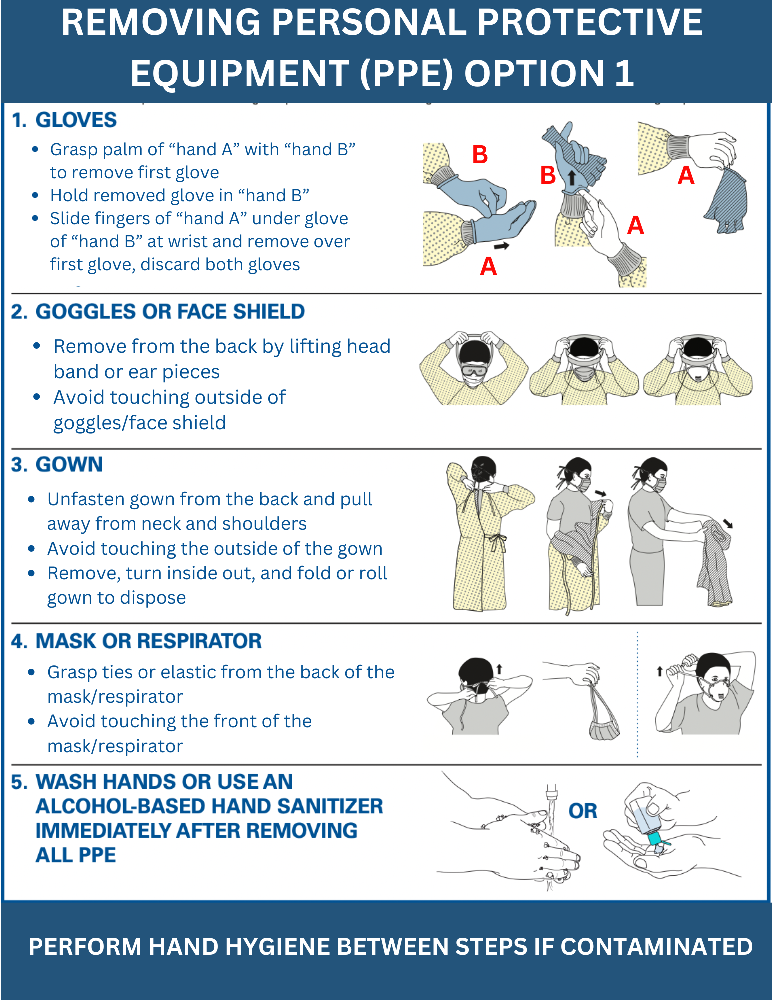 REMOVING PERSONAL PROTECTIVE
EQUIPMENT (PPE) OPTION 1
1. GLOVES
• Grasp palm of “hand A” with “hand B”
to remove first glove
• Hold removed glove in “hand B”
• Slide fingers of “hand A” under glove
of “hand B” at wrist and remove over
first glove, discard both gloves
B
A
B
A
A
2. GOGGLES OR FACE SHIELD
• Remove from the back by lifting head
band or ear pieces
• Avoid touching outside of
goggles/face shield
3. GOWN
• Unfasten gown from the back and pull
away from neck and shoulders
• Avoid touching the outside of the gown
• Remove, turn inside out, and fold or roll
gown to dispose
4. MASK OR RESPIRATOR
• Grasp ties or elastic from the back of the
mask/respirator
• Avoid touching the front of the
mask/respirator
5. WASH HANDS OR USE AN
ALCOHOL-BASED HAND SANITIZER
IMMEDIATELY AFTER REMOVING
ALL PPE
OR
PERFORM HAND HYGIENE BETWEEN STEPS IF CONTAMINATED